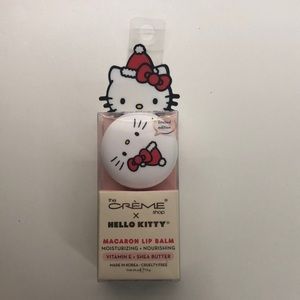 limited
edition
the
CRÈME
shop
x
HELLO KITTY®
MACARON LIP BALM
MOISTURIZING • NOURISHING
VITAMIN E + SHEA BUTTER
MADE IN KOREA • CRUELTY-FREE